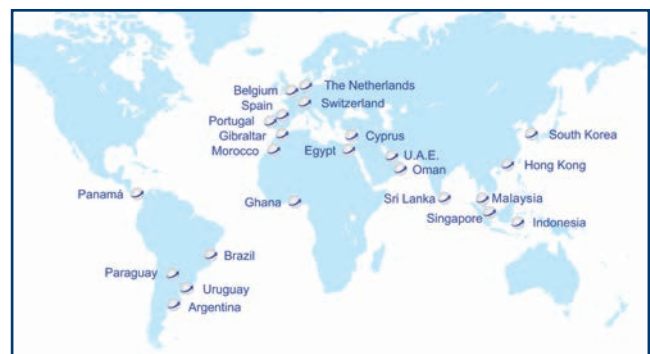 The Netherlands
Belgium
Switzerland
Spain
Portugal
Gibraltar
Cyprus
South Korea
Morocco
Egypt
U.A.E.
Oman
Hong Kong
Panamá
Ghana
Sri Lanka
Malaysia
Singapore
Indonesia
Brazil
Paraguay
Uruguay
Argentina